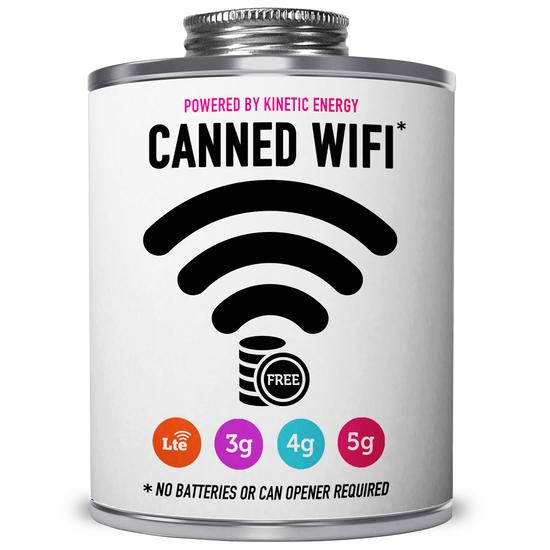 POWERED BY KINETIC ENERGY
CANNED WIFI*
FREE
Lte 3g 4g 5g
* NO BATTERIES OR CAN OPENER REQUIRED